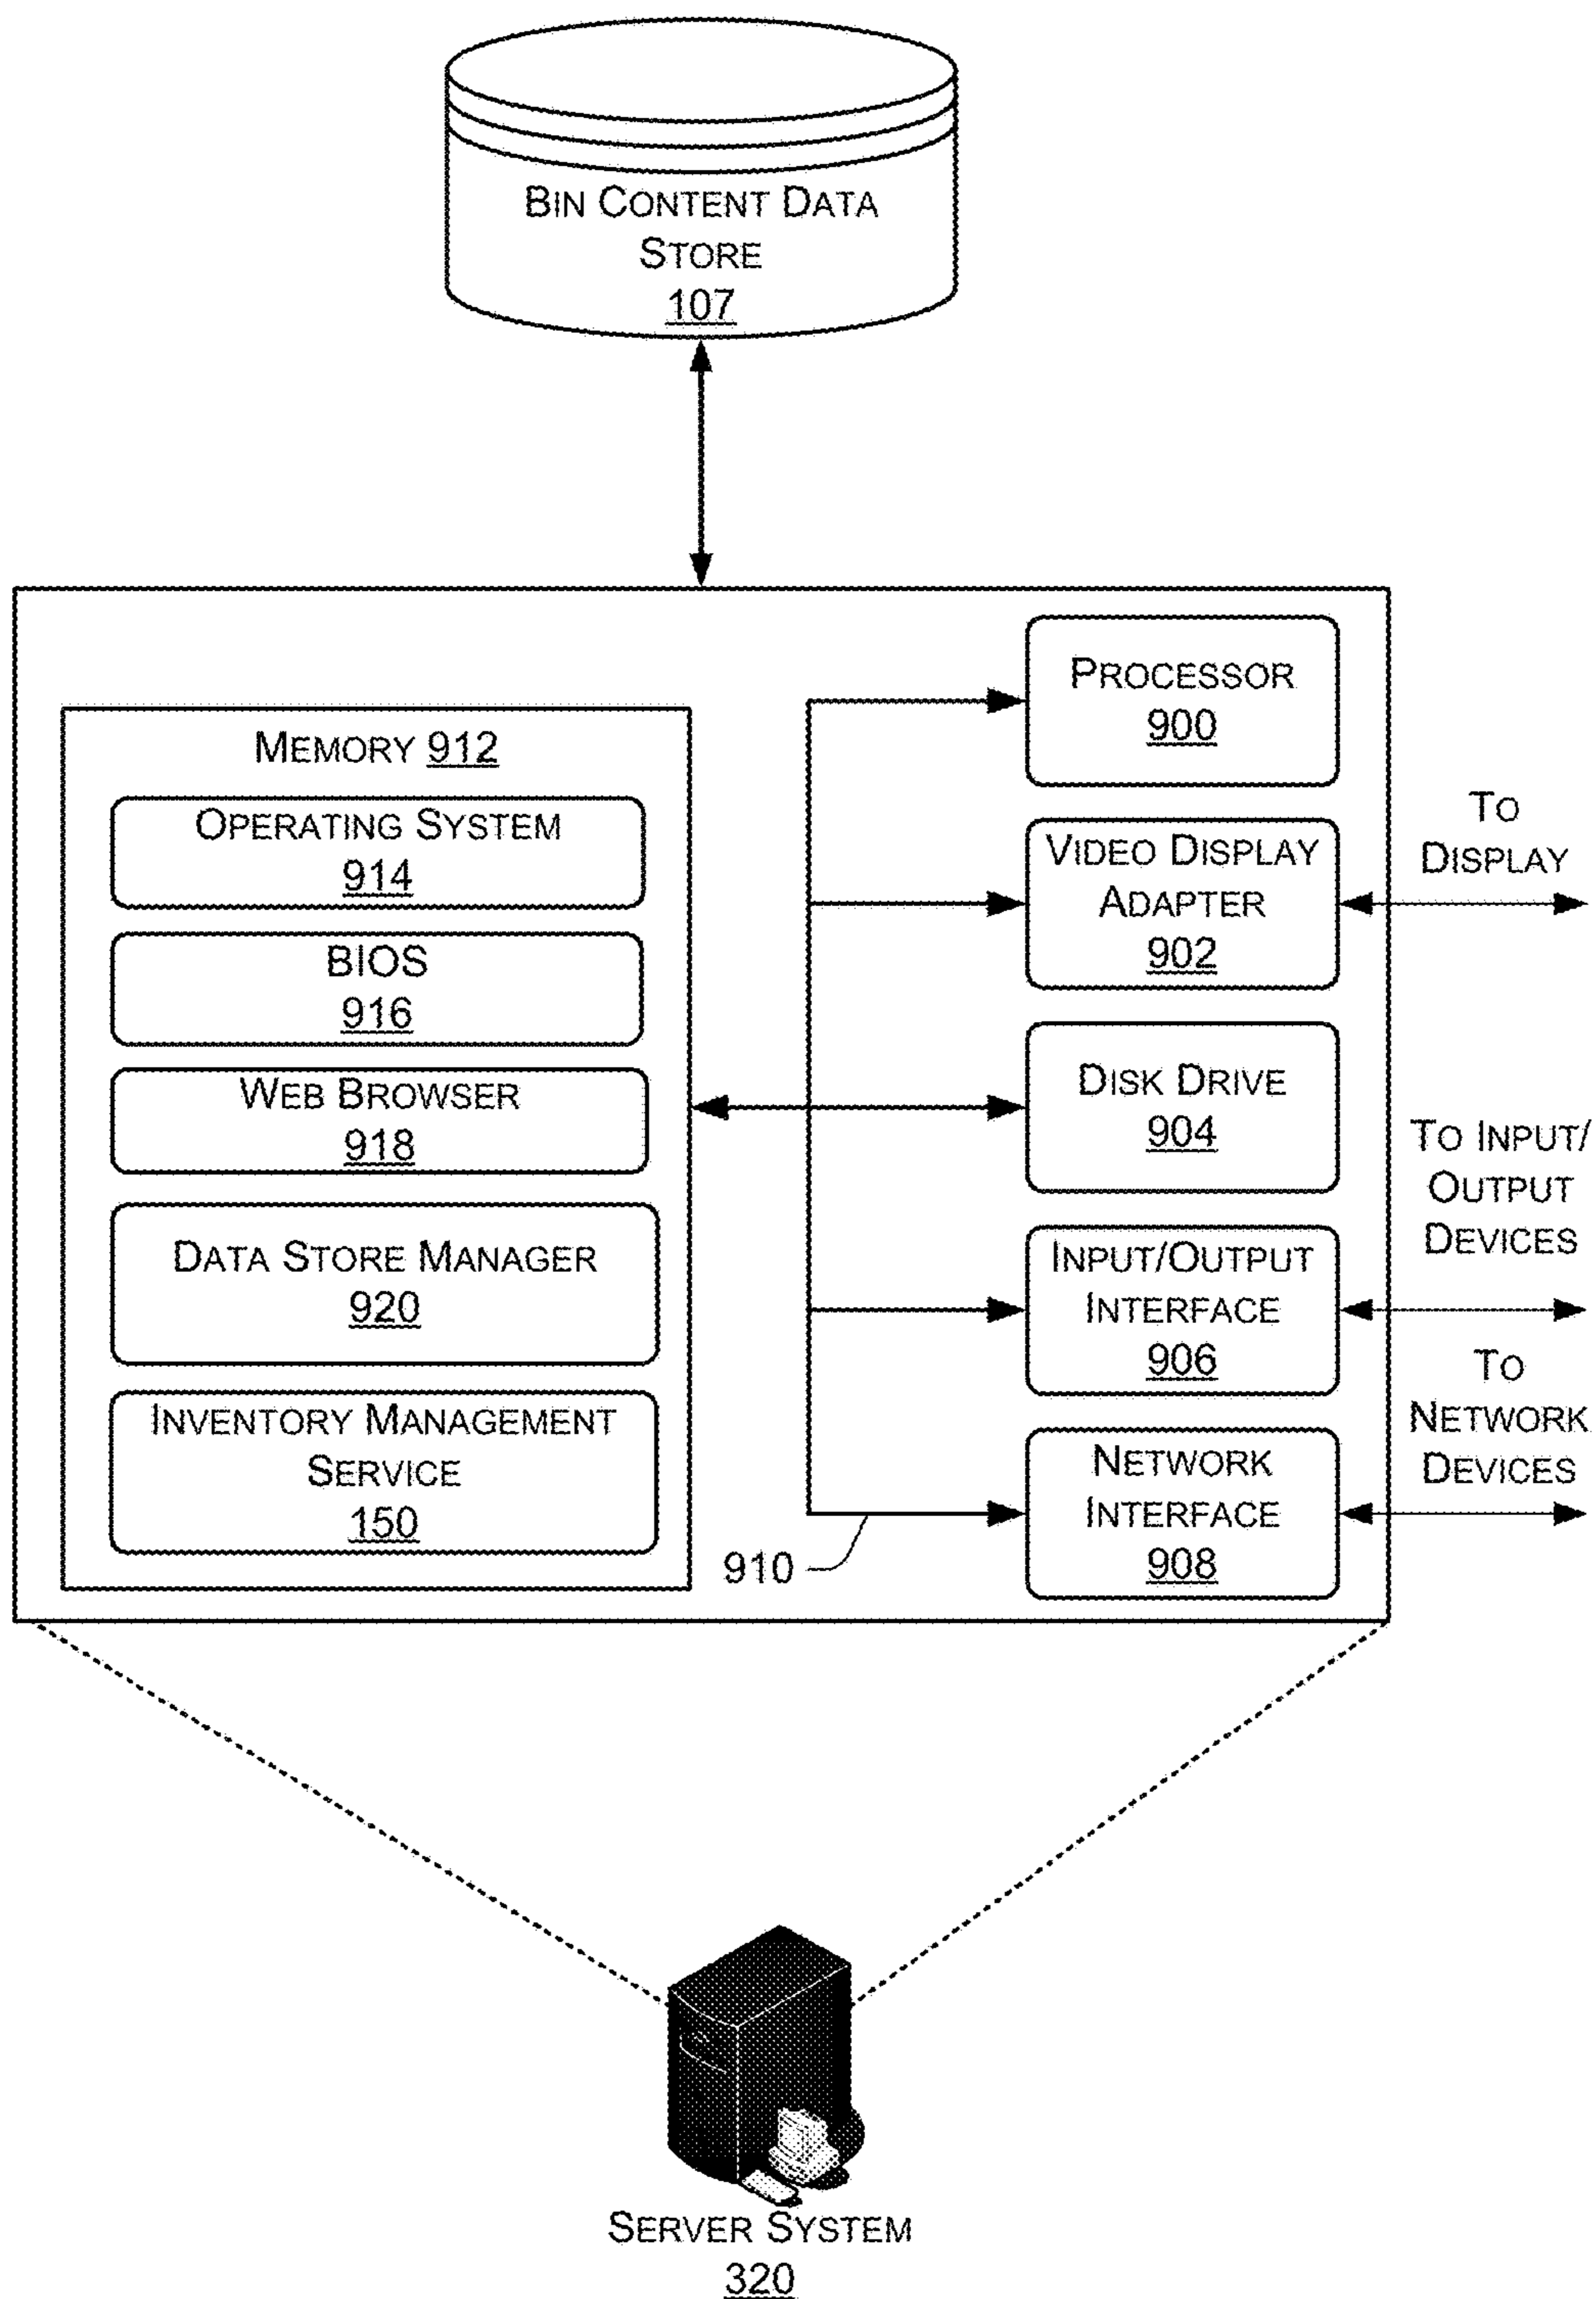 BIN CONTENT DATA
STORE
107
PROCESSOR
900
MEMORY 912
OPERATING SYSTEM
914
BIOS
916
WEB BROWSER
918
DATA STORE MANAGER
920
INVENTORY MANAGEMENT
SERVICE
150
VIDEO DISPLAY
ADAPTER
902
TO
DISPLAY
DISK DRIVE
904
TO INPUT/
OUTPUT
DEVICES
INPUT/OUTPUT
INTERFACE
906
TO
NETWORK
DEVICES
NETWORK
INTERFACE
908
910
SERVER SYSTEM
320